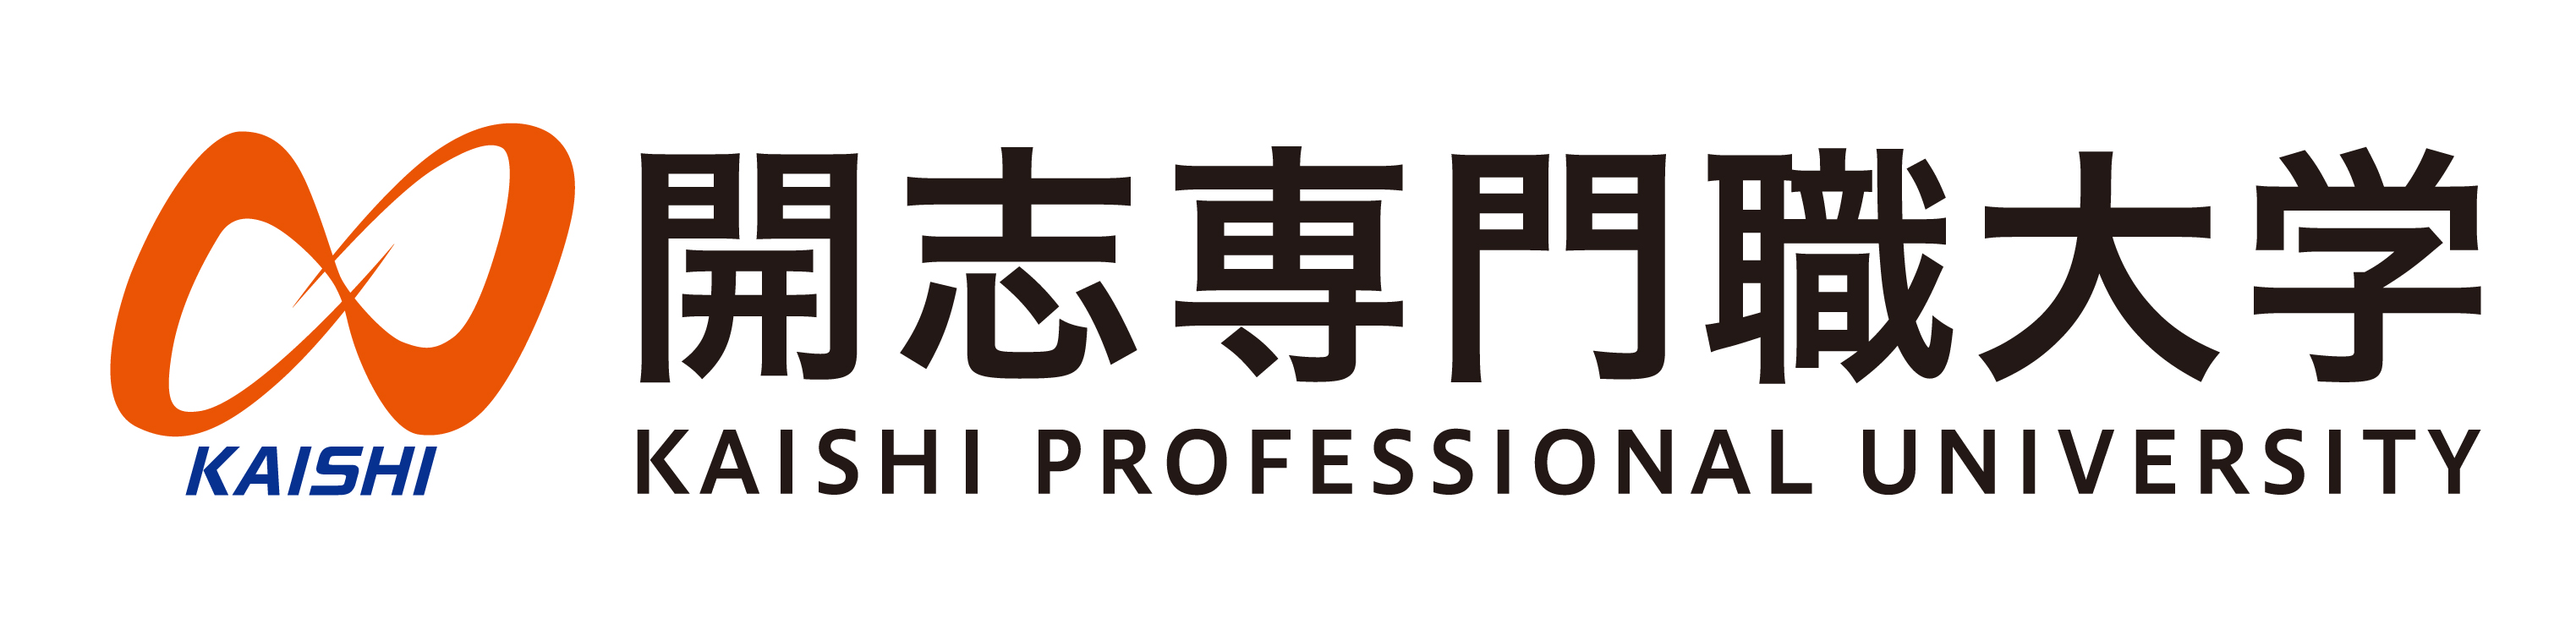 KAISHI
開志専門職大学
KAISHI PROFESSIONAL UNIVERSITY